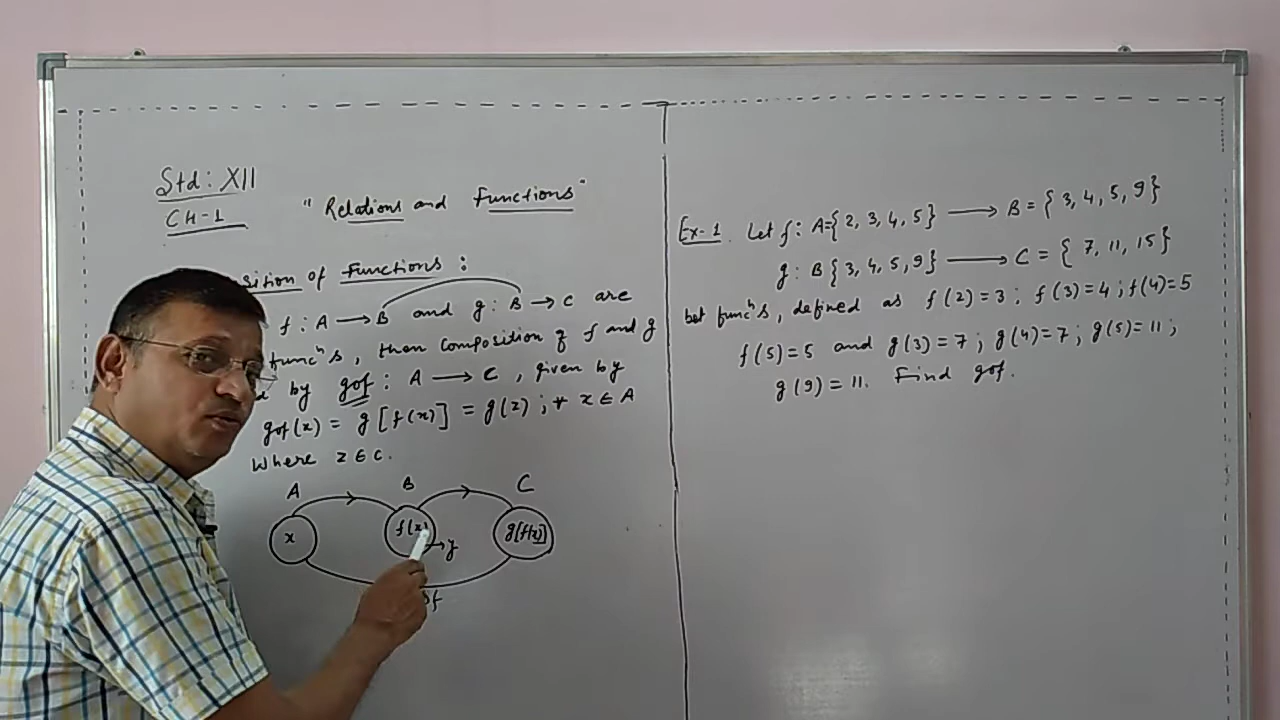 Std: XII
CH-1
" Relations and Functions "
sition of Functions :
f : A → B and g : B → C are
func^n s, then composition of f and g
by gof : A → C, given by
gof(x) = g[f(x)] = g(z) ; ∀ x ∈ A
Where z ∈ C.
A B C
x f(x) g[f(x)]
→ y
Ex-1. Let f : A={2, 3, 4, 5} → B = {3, 4, 5, 9}
g : B{3, 4, 5, 9} → C = {7, 11, 15}
bet func^n s, defined as f(2)=3 ; f(3)=4 ; f(4)=5
f(5)=5 and g(3)=7 ; g(4)=7 ; g(5)=11 ;
g(9) = 11. Find gof.